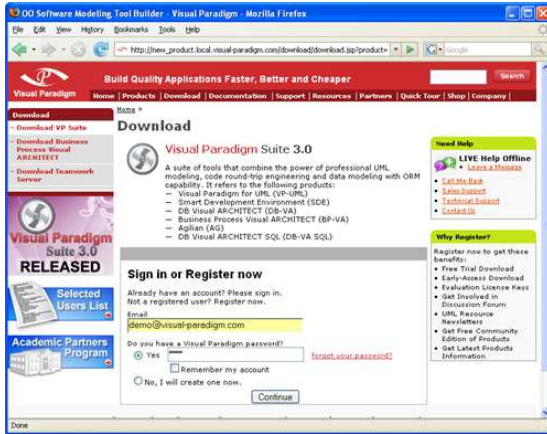 OO Software Modeling Tool Builder - Visual Paradigm - Mozilla Firefox
File Edit View History Bookmarks Tools Help
http://new_product.local.visual-paradigm.com/download/download.jsp?product=
Google
Visual Paradigm
Build Quality Applications Faster, Better and Cheaper
Search
Home | Products | Download | Documentation | Support | Resources | Partners | Quick Tour | Shop | Company |
Download
- Download VP Suite
- Download Business
Process Visual
ARCHITECT
- Download Teamwork
Server
Visual Paradigm
Suite 3.0
RELEASED
Selected
Users List
Academic Partners
Program
Home >
Download
Visual Paradigm Suite 3.0
A suite of tools that combine the power of professional UML
modeling, code round-trip engineering and data modeling with ORM
capability. It refers to the following products:
— Visual Paradigm for UML (VP-UML)
— Smart Development Environment (SDE)
— DB Visual ARCHITECT (DB-VA)
— Business Process Visual ARCHITECT (BP-VA)
— Agilian (AG)
— DB Visual ARCHITECT SQL (DB-VA SQL)
Sign in or Register now
Already have an account? Please sign in.
Not a registered user? Register now.
Email
demo@visual-paradigm.com
Do you have a Visual Paradigm password?
Yes
forgot your password?
Remember my account
No, I will create one now.
Continue
Need Help
LIVE Help Offline
Leave a Message
Call Me Back
Sales Support
Technical Support
Contact Us
Why Register?
Register now to get these
benefits:
Free Trial Download
Early-Access Download
Evaluation License Keys
Get Involved in
Discussion Forum
UML Resource
Newsletters
Get Free Community
Edition of Products
Get Latest Products
Information
Done